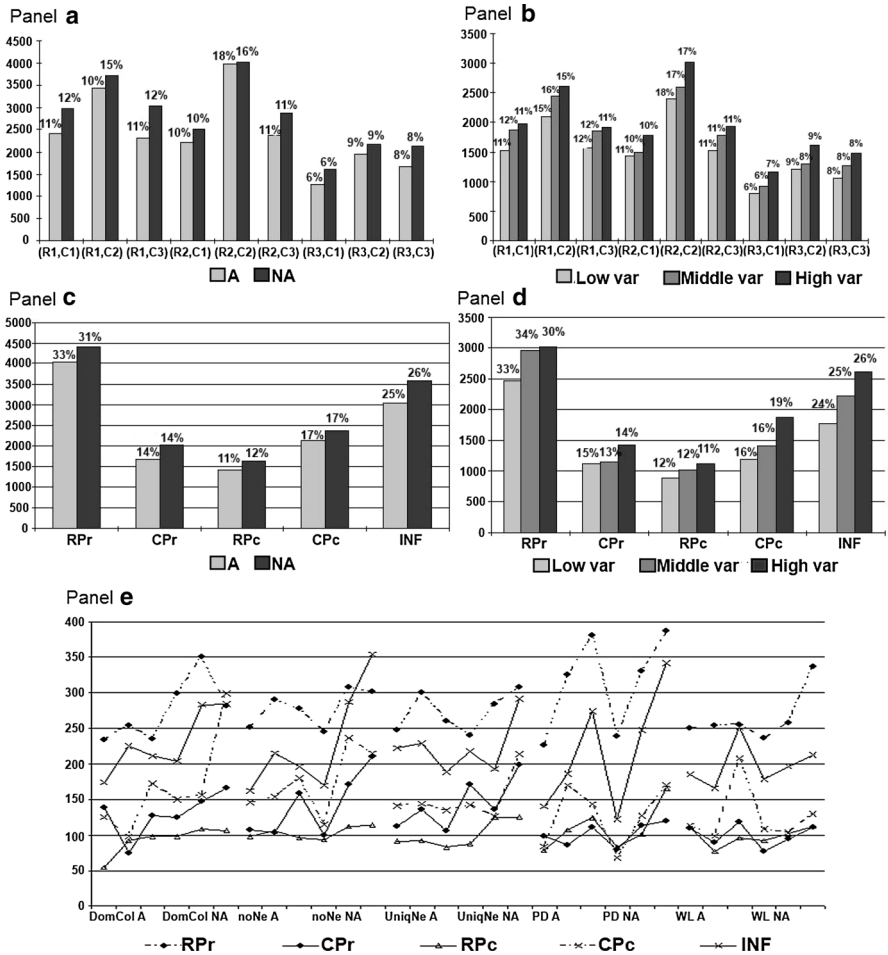 Panel a
4500
4000
3500
3000
2500
2000
1500
1000
500
0
11% 12% 10% 15% 11% 12% 10% 10% 18% 16% 11% 11% 6% 6% 9% 9% 8% 8%
(R1,C1) (R1,C2) (R1,C3) (R2,C1) (R2,C2) (R2,C3) (R3,C1) (R3,C2) (R3,C3)
A NA
Panel b
3500
3000
2500
2000
1500
1000
500
0
11% 12% 11% 15% 16% 15% 12% 12% 11% 11% 10% 10% 18% 17% 17% 11% 11% 11% 6% 6% 7% 9% 8% 9% 8% 8% 8%
(R1,C1) (R1,C2) (R1,C3) (R2,C1) (R2,C2) (R2,C3) (R3,C1) (R3,C2) (R3,C3)
Low var Middle var High var
Panel c
5000
4500
4000
3500
3000
2500
2000
1500
1000
500
0
33% 31% 14% 14% 11% 12% 17% 17% 25% 26%
RPr CPr RPc CPc INF
A NA
Panel d
3500
3000
2500
2000
1500
1000
500
0
33% 34% 30% 15% 13% 14% 12% 12% 11% 16% 16% 19% 24% 25% 26%
RPr CPr RPc CPc INF
Low var Middle var High var
Panel e
400
350
300
250
200
150
100
50
0
DomCol A DomCol NA noNe A noNe NA UniqNe A UniqNe NA PD A PD NA WL A WL NA
RPr CPr RPc CPc INF